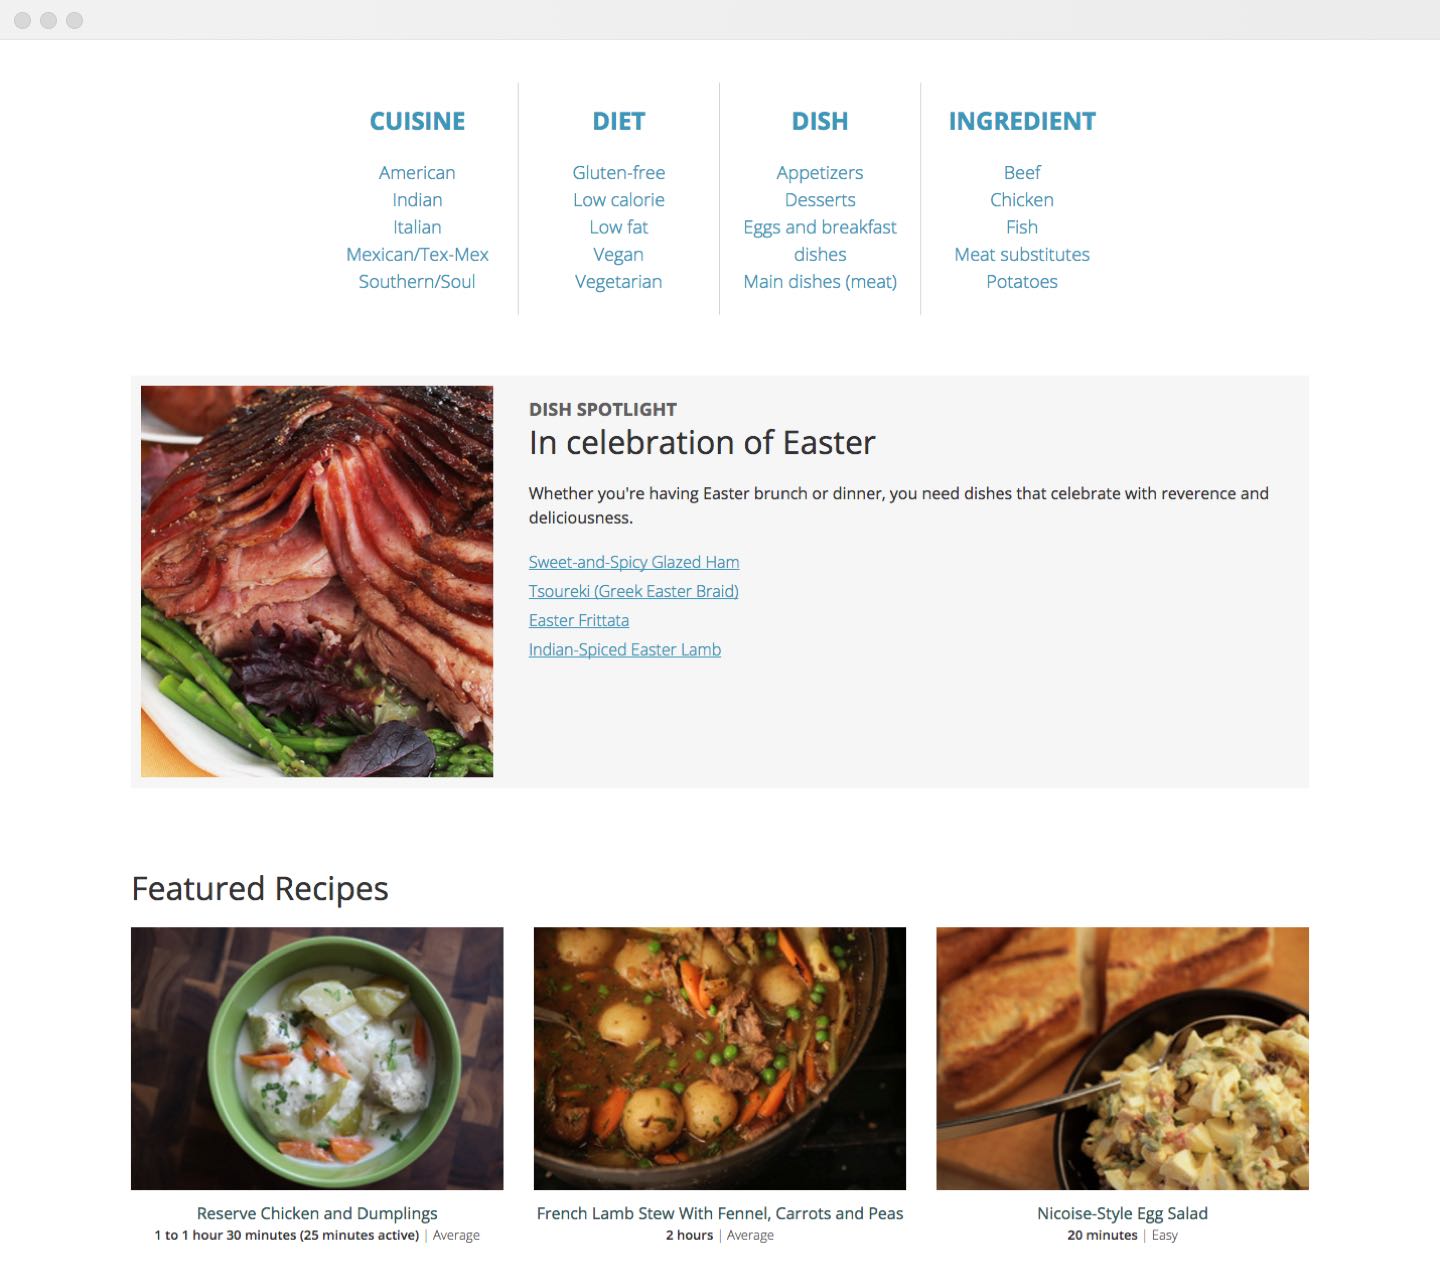 CUISINE
American
Indian
Italian
Mexican/Tex-Mex
Southern/Soul
DIET
Gluten-free
Low calorie
Low fat
Vegan
Vegetarian
DISH
Appetizers
Desserts
Eggs and breakfast
dishes
Main dishes (meat)
INGREDIENT
Beef
Chicken
Fish
Meat substitutes
Potatoes
DISH SPOTLIGHT
In celebration of Easter
Whether you're having Easter brunch or dinner, you need dishes that celebrate with reverence and
deliciousness.
Sweet-and-Spicy Glazed Ham
Tsoureki (Greek Easter Braid)
Easter Frittata
Indian-Spiced Easter Lamb
Featured Recipes
Reserve Chicken and Dumplings
1 to 1 hour 30 minutes (25 minutes active) | Average
French Lamb Stew With Fennel, Carrots and Peas
2 hours | Average
Nicoise-Style Egg Salad
20 minutes | Easy